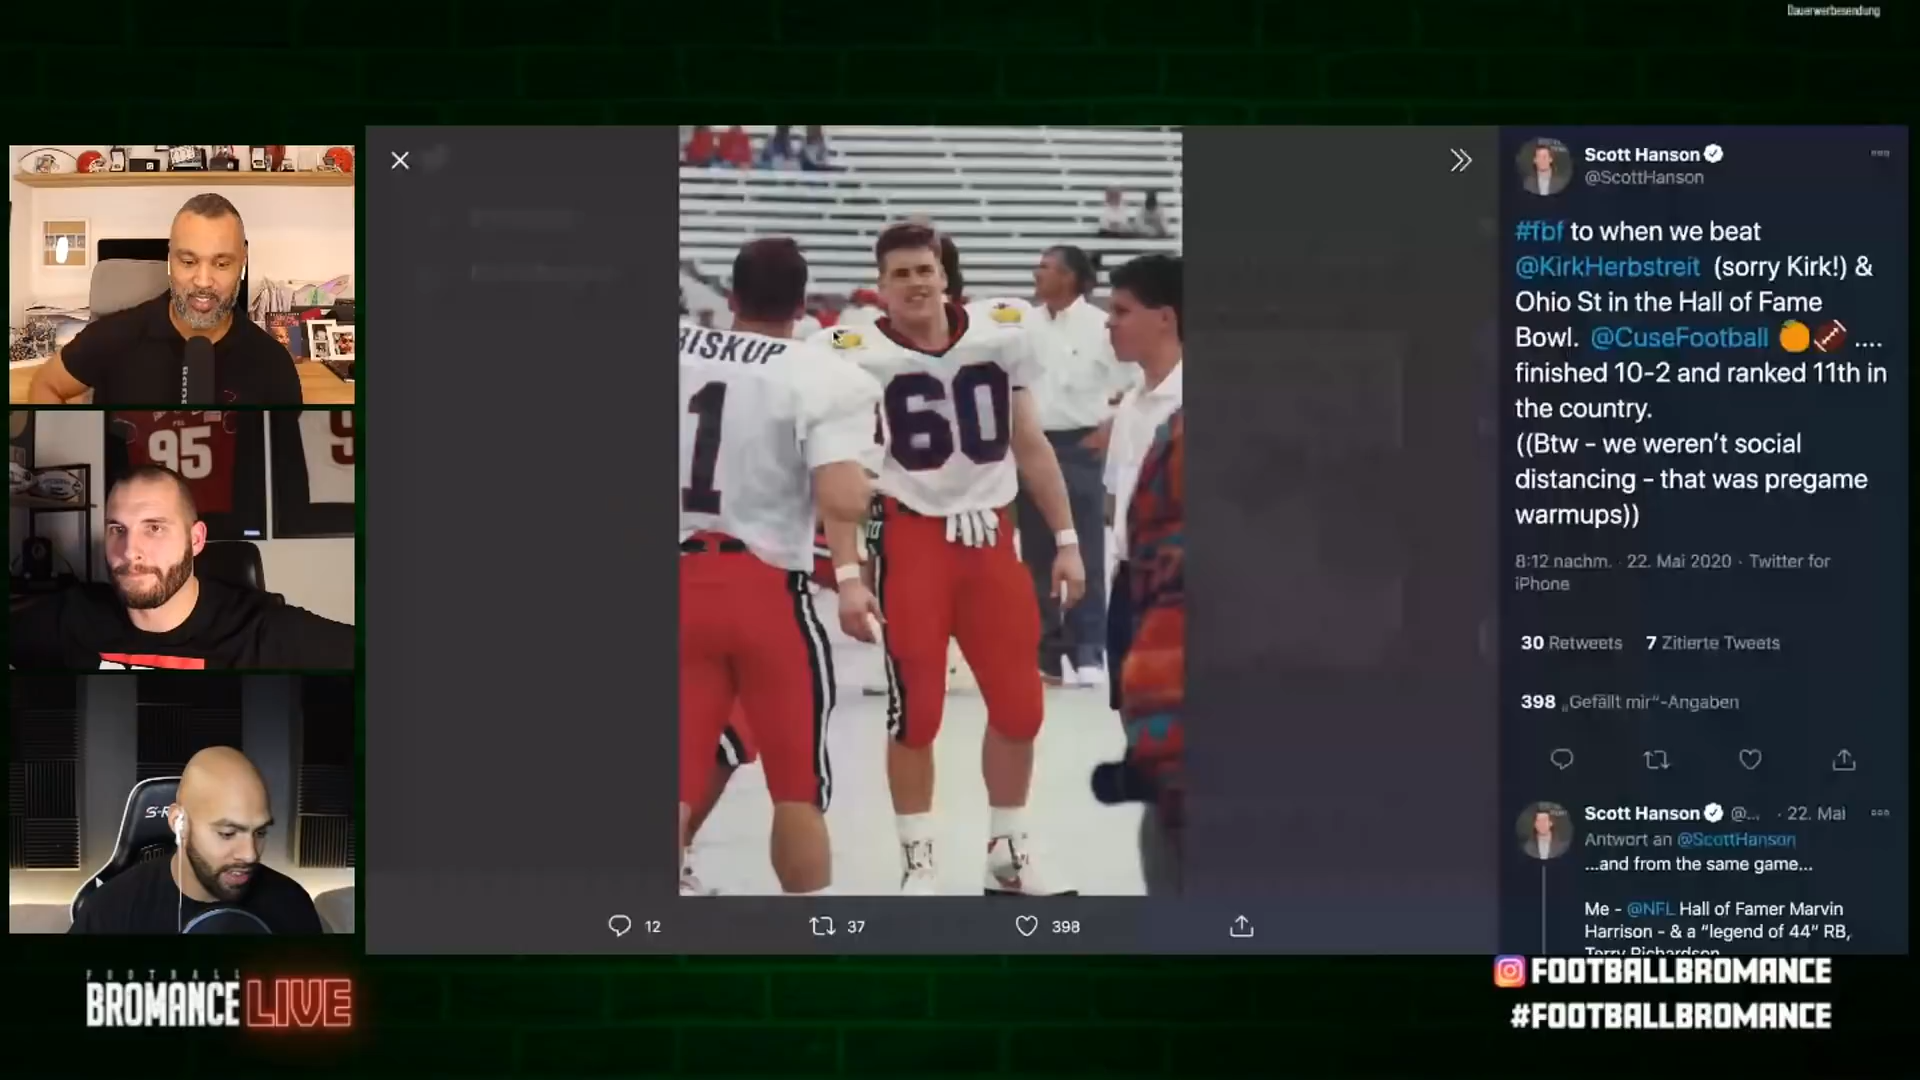 Dauerwerbesendung
95
9
S-R
BISKUP
1
60
Scott Hanson
@ScottHanson
#fbf to when we beat
@KirkHerbstreit (sorry Kirk!) &
Ohio St in the Hall of Fame
Bowl. @CuseFootball 🍊🏈 ....
finished 10-2 and ranked 11th in
the country.
((Btw - we weren’t social
distancing - that was pregame
warmups))
8:12 nachm. · 22. Mai 2020 · Twitter for
iPhone
30 Retweets 7 Zitierte Tweets
398 „Gefällt mir“-Angaben
Scott Hanson @... · 22. Mai
Antwort an @ScottHanson
...and from the same game...
Me - @NFL Hall of Famer Marvin
Harrison - & a “legend of 44” RB,
Terry Richardson
12 37 398
FOOTBALL
BROMANCE LIVE
FOOTBALLBROMANCE
#FOOTBALLBROMANCE